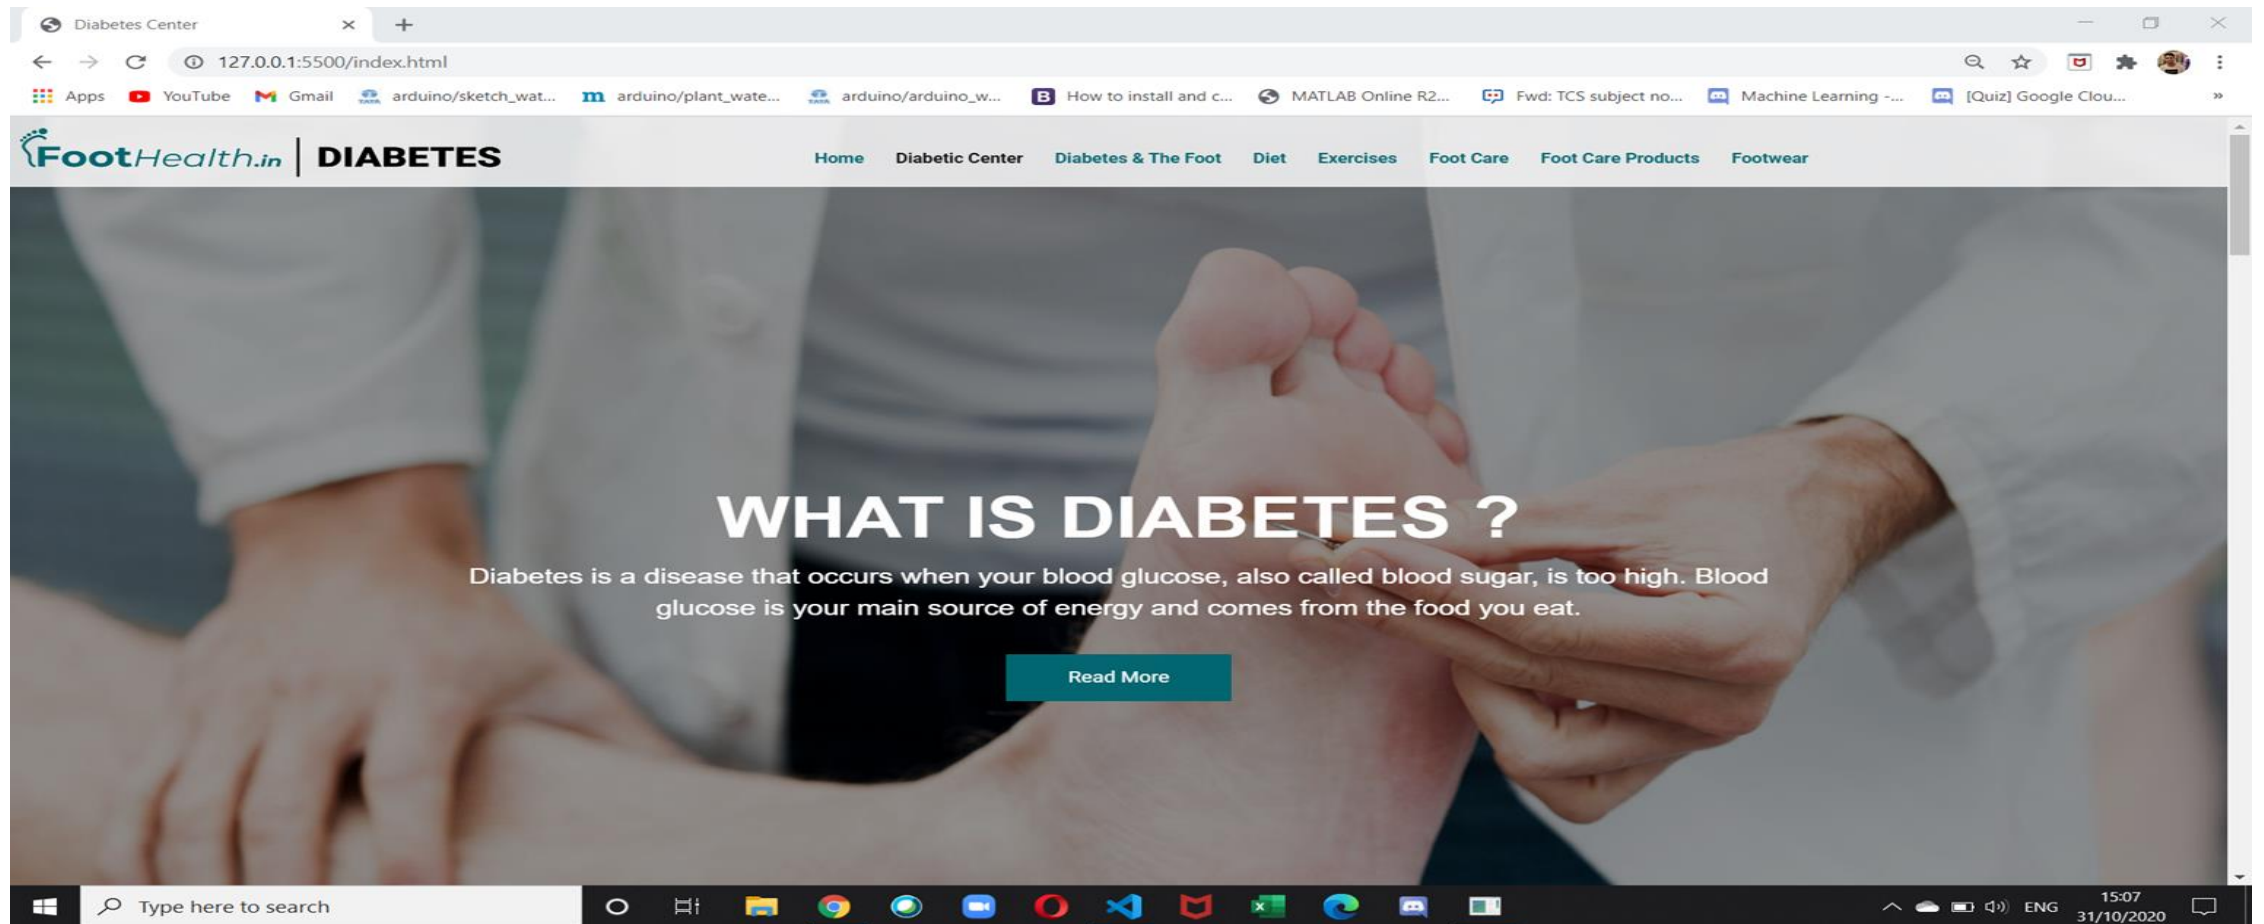 Diabetes Center
127.0.0.1:5500/index.html
Apps YouTube Gmail arduino/sketch_wat... arduino/plant_wate... arduino/arduino_w... How to install and c... MATLAB Online R2... Fwd: TCS subject no... Machine Learning -... [Quiz] Google Clou... »
FootHealth.in | DIABETES Home Diabetic Center Diabetes & The Foot Diet Exercises Foot Care Foot Care Products Footwear
WHAT IS DIABETES ?
Diabetes is a disease that occurs when your blood glucose, also called blood sugar, is too high. Blood
glucose is your main source of energy and comes from the food you eat.
Read More
Type here to search ENG 15:07
31/10/2020